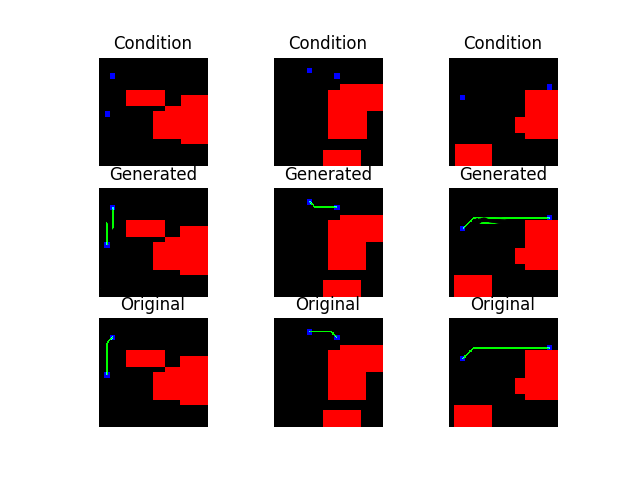 Condition Condition Condition
Generated Generated Generated
Original Original Original